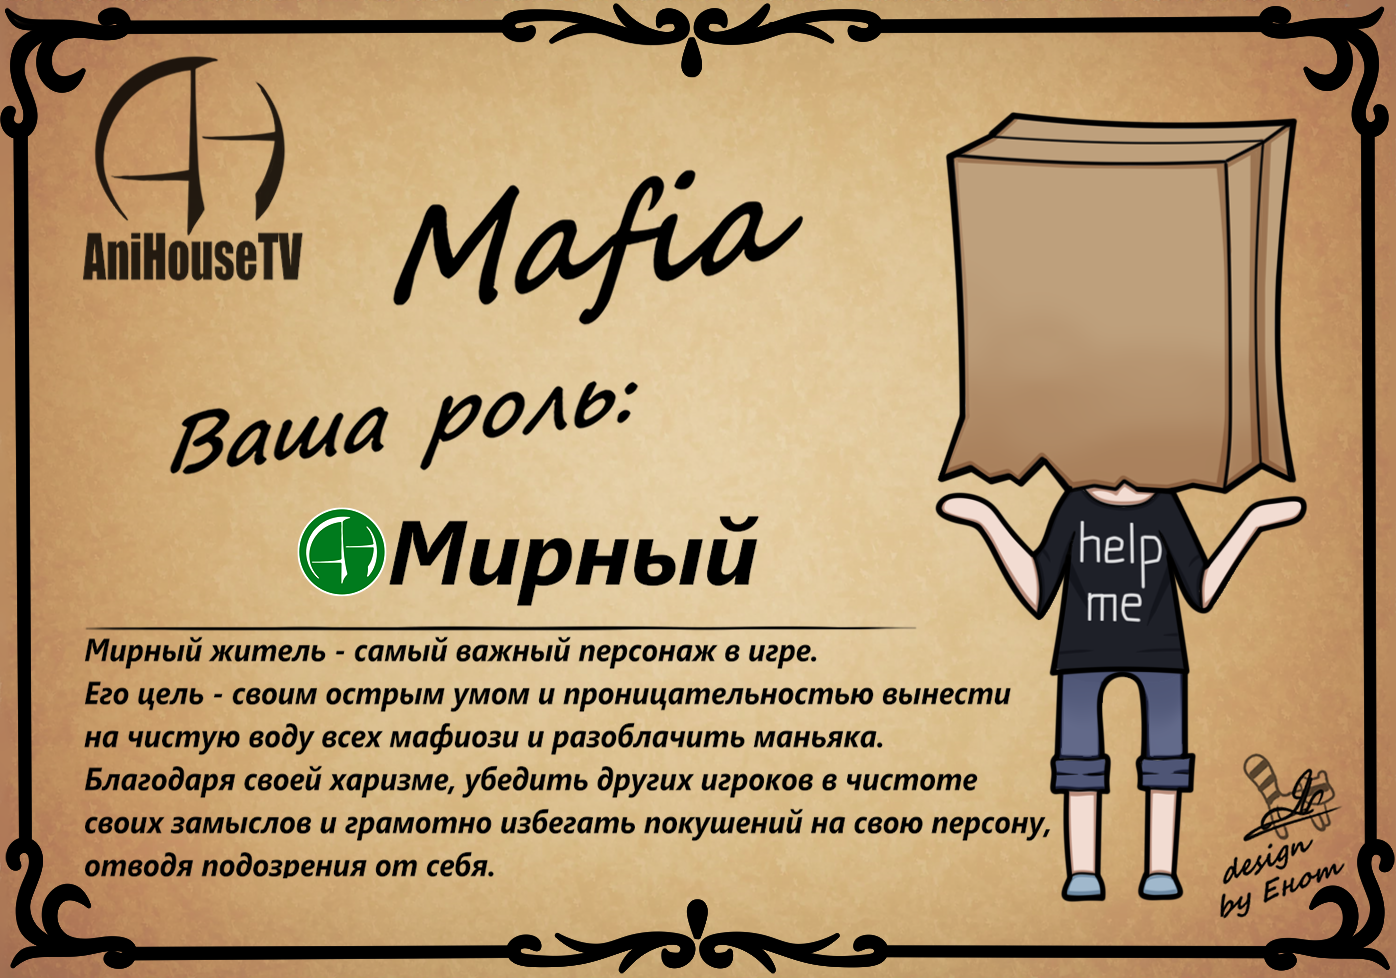 AniHouseTV
Mafia
Ваша роль:
Мирный
Мирный житель - самый важный персонаж в игре.
Его цель - своим острым умом и проницательностью вынести
на чистую воду всех мафиози и разоблачить маньяка.
Благодаря своей харизме, убедить других игроков в чистоте
своих замыслов и грамотно избегать покушений на свою персону,
отводя подозрения от себя.
help
me
design
by Енот